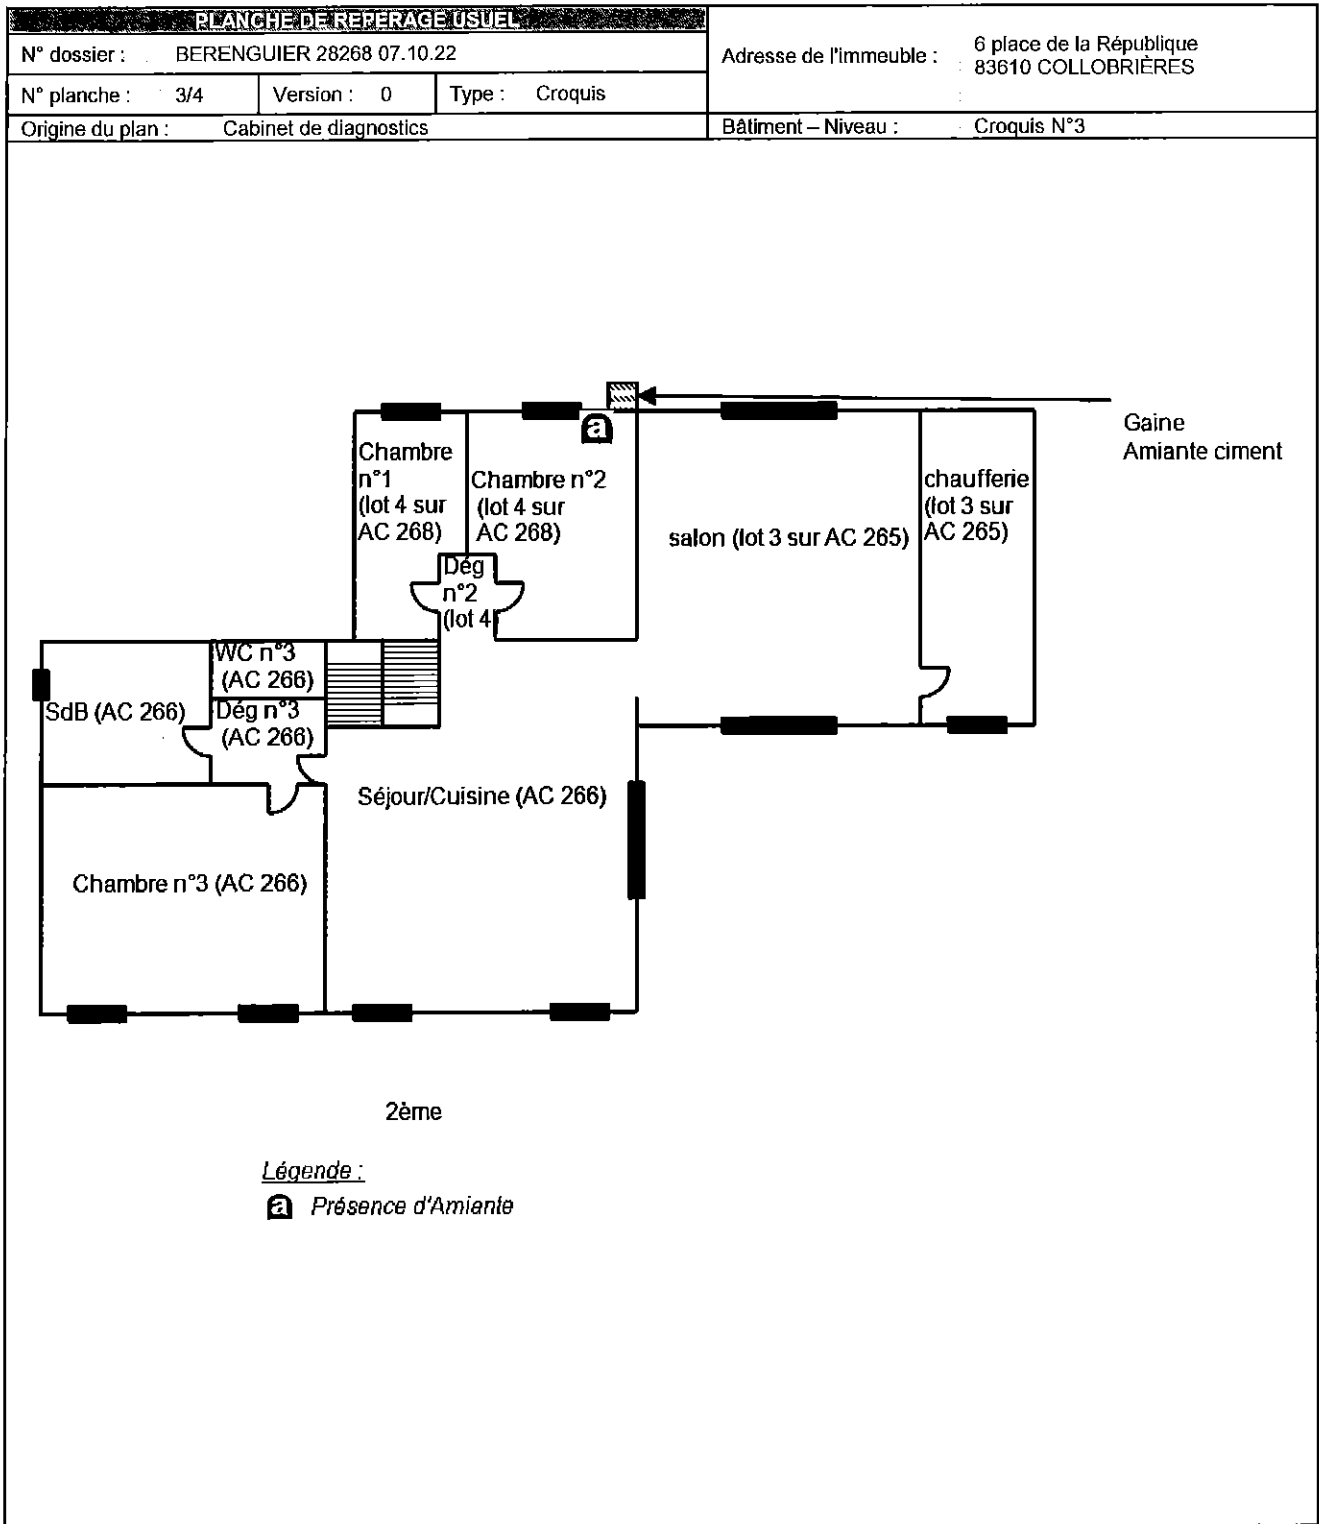 PLANCHE DE REPERAGE USUEL
N° dossier : BERENGUIER 28268 07.10.22
Adresse de l'immeuble : 6 place de la République
83610 COLLOBRIÈRES
N° planche : 3/4 Version : 0 Type : Croquis
Origine du plan : Cabinet de diagnostics
Bâtiment – Niveau : Croquis N°3
Gaine
Amiante ciment
a
Chambre
n°1
(lot 4 sur
AC 268)
Chambre n°2
(lot 4 sur
AC 268)
salon (lot 3 sur AC 265)
chaufferie
(lot 3 sur
AC 265)
Dég
n°2
(lot 4
WC n°3
(AC 266)
SdB (AC 266)
Dég n°3
(AC 266)
Séjour/Cuisine (AC 266)
Chambre n°3 (AC 266)
2ème
Légende :
a Présence d'Amiante